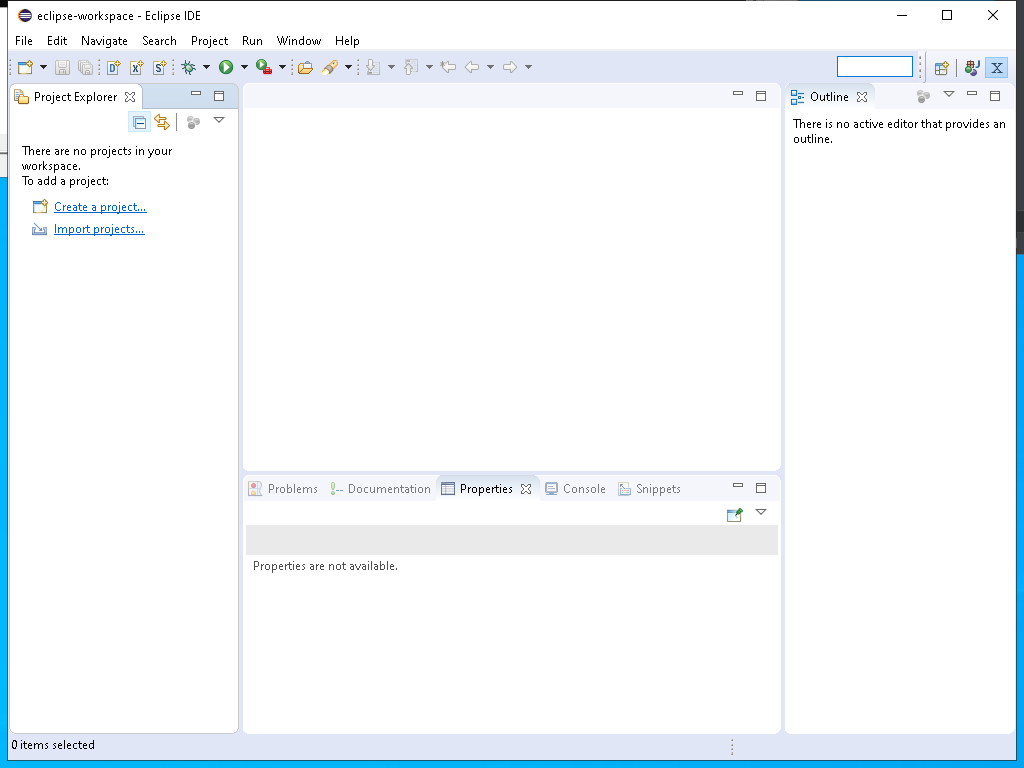 eclipse-workspace - Eclipse IDE
File Edit Navigate Search Project Run Window Help
Project Explorer
There are no projects in your
workspace.
To add a project:
Create a project...
Import projects...
Outline
There is no active editor that provides an
outline.
Problems Documentation Properties Console Snippets
Properties are not available.
0 items selected